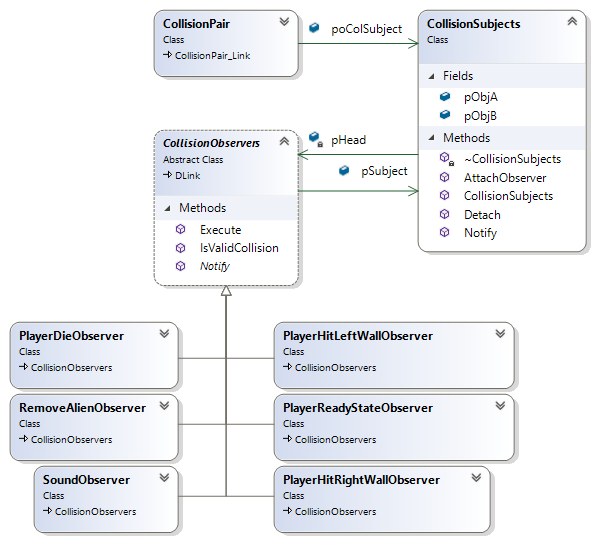 CollisionPair
Class
CollisionPair_Link
poColSubject
CollisionSubjects
Class
Fields
pObjA
pObjB
Methods
~CollisionSubjects
AttachObserver
CollisionSubjects
Detach
Notify
pHead
pSubject
CollisionObservers
Abstract Class
DLink
Methods
Execute
IsValidCollision
Notify
PlayerDieObserver
Class
CollisionObservers
PlayerHitLeftWallObserver
Class
CollisionObservers
RemoveAlienObserver
Class
CollisionObservers
PlayerReadyStateObserver
Class
CollisionObservers
SoundObserver
Class
CollisionObservers
PlayerHitRightWallObserver
Class
CollisionObservers